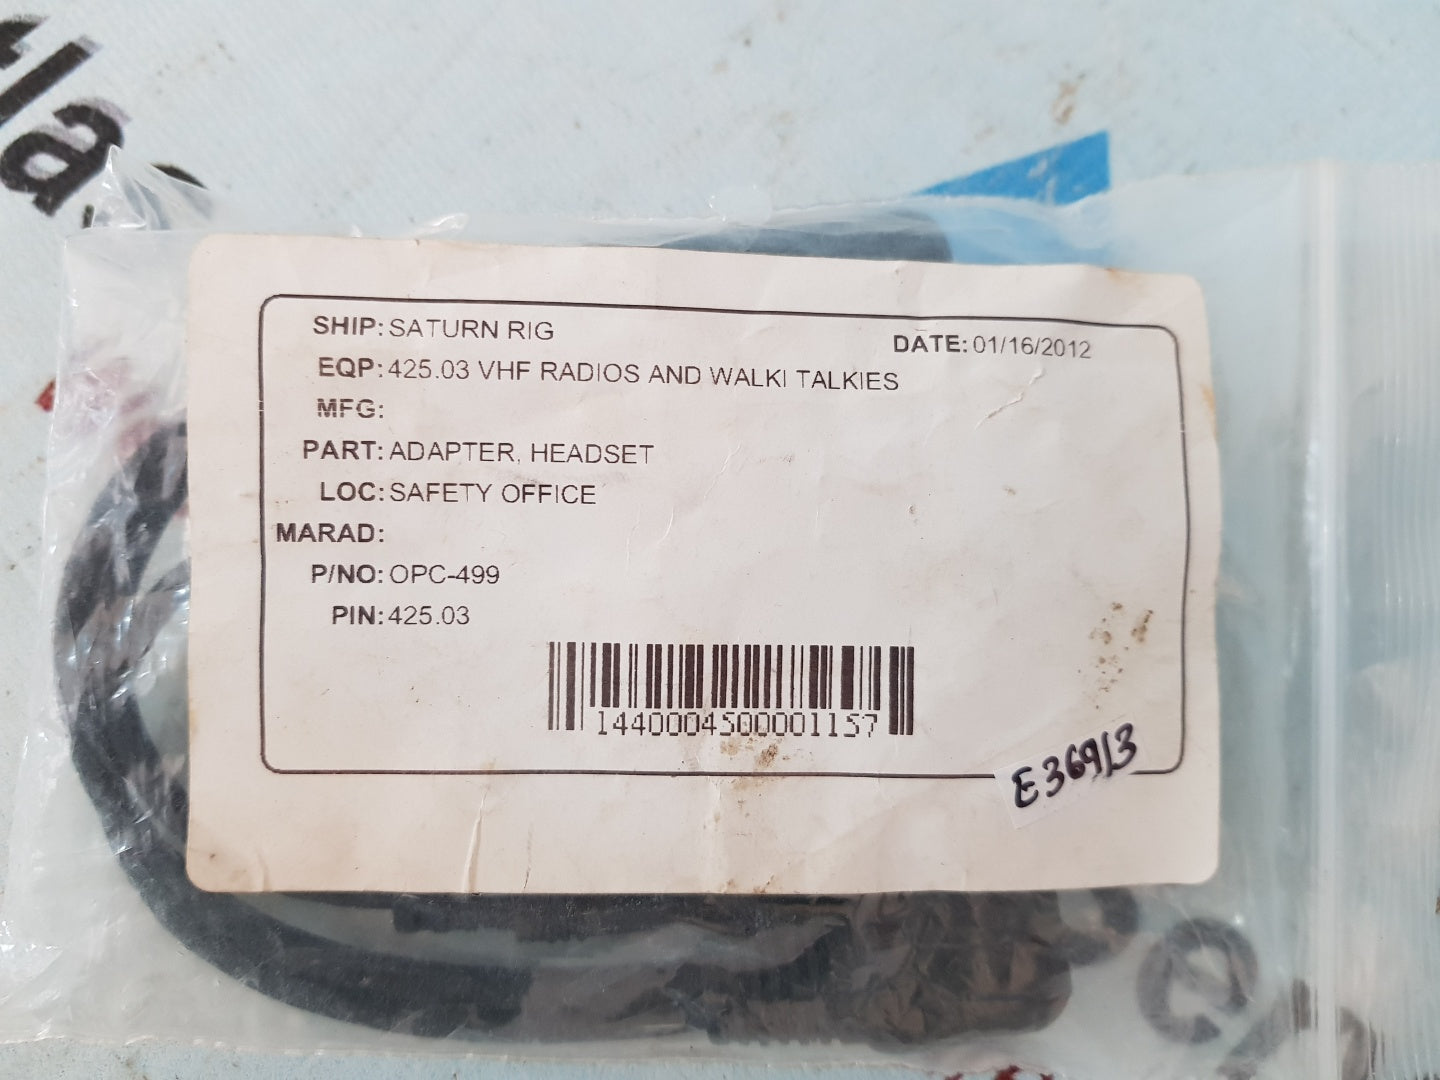 SHIP: SATURN RIG
DATE: 01/16/2012
EQP: 425.03 VHF RADIOS AND WALKI TALKIES
MFG:
PART: ADAPTER, HEADSET
LOC: SAFETY OFFICE
MARAD:
P/NO: OPC-499
PIN: 425.03
1440004500001157
E369/3